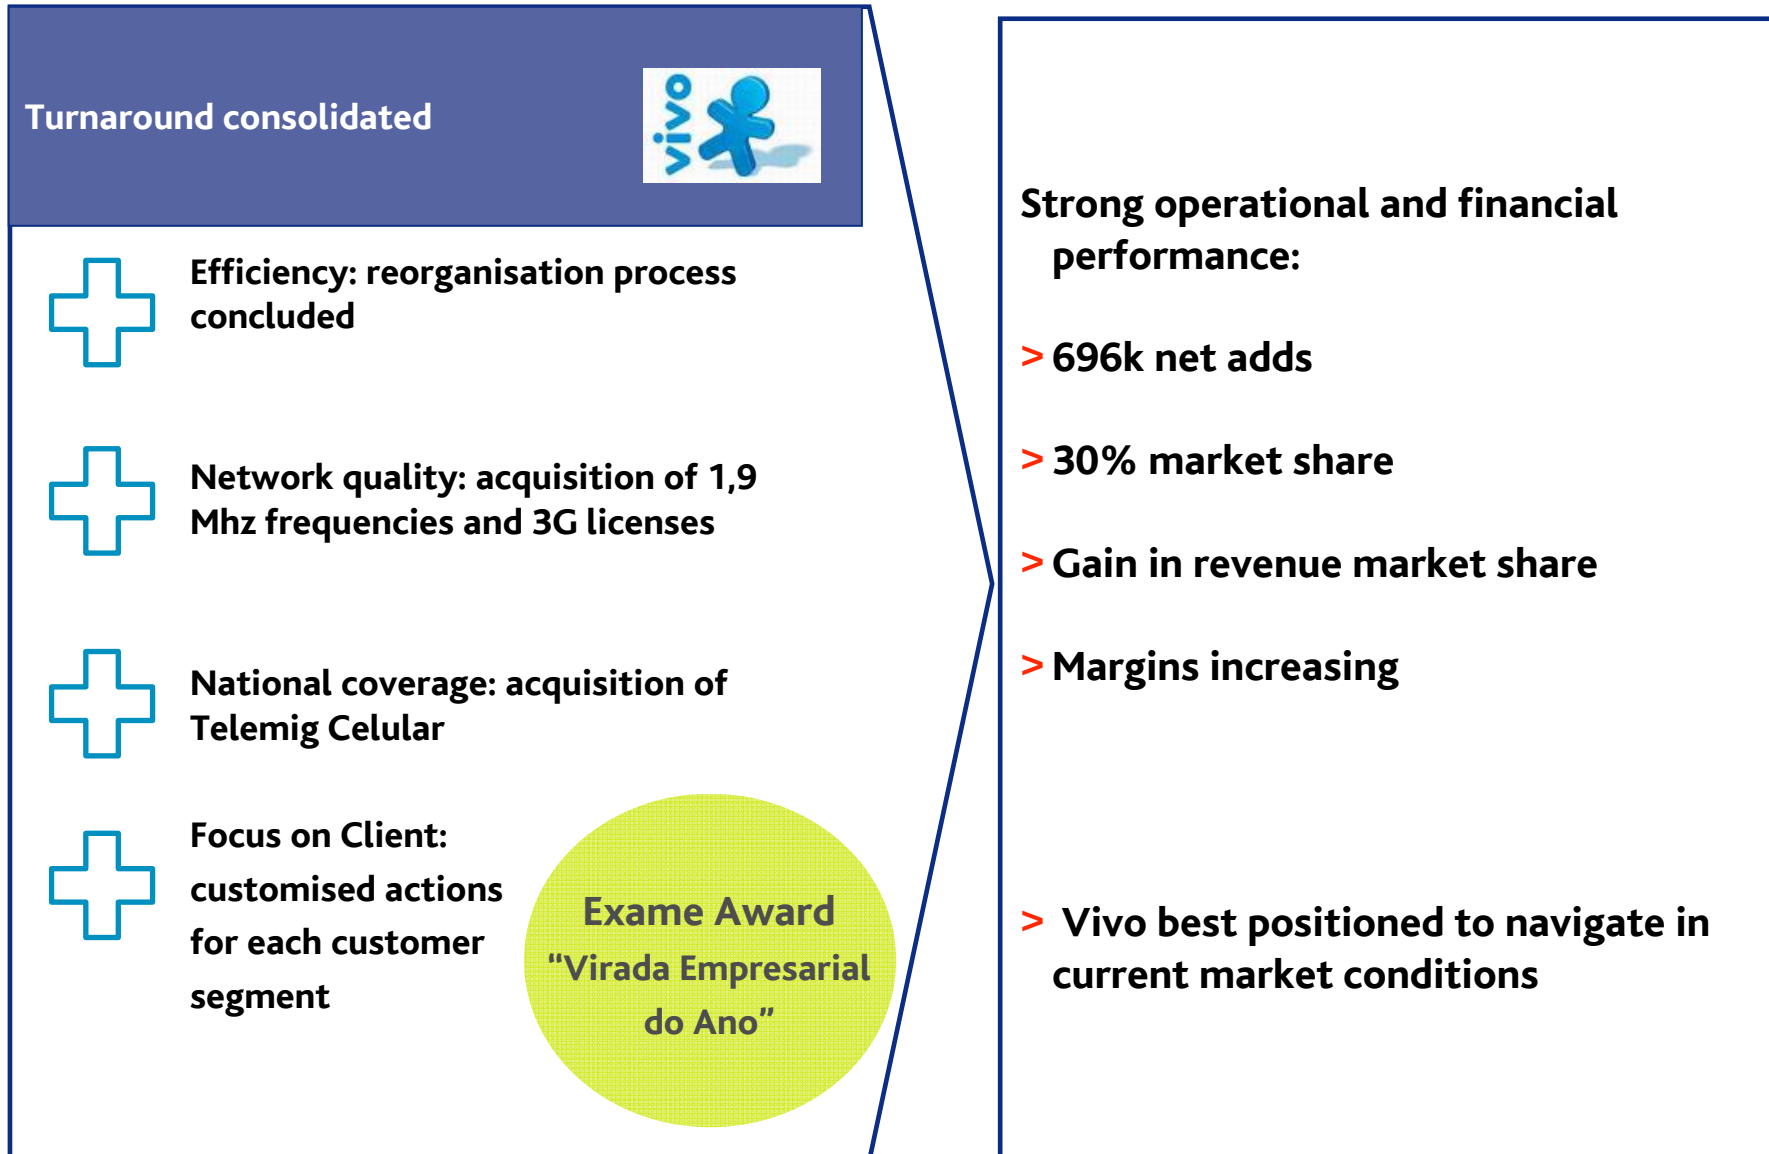 Turnaround consolidated
vivo
Efficiency: reorganisation process
concluded
Network quality: acquisition of 1,9
Mhz frequencies and 3G licenses
National coverage: acquisition of
Telemig Celular
Focus on Client:
customised actions
for each customer
segment
Exame Award
“Virada Empresarial
do Ano”
Strong operational and financial
performance:
> 696k net adds
> 30% market share
> Gain in revenue market share
> Margins increasing
> Vivo best positioned to navigate in
current market conditions